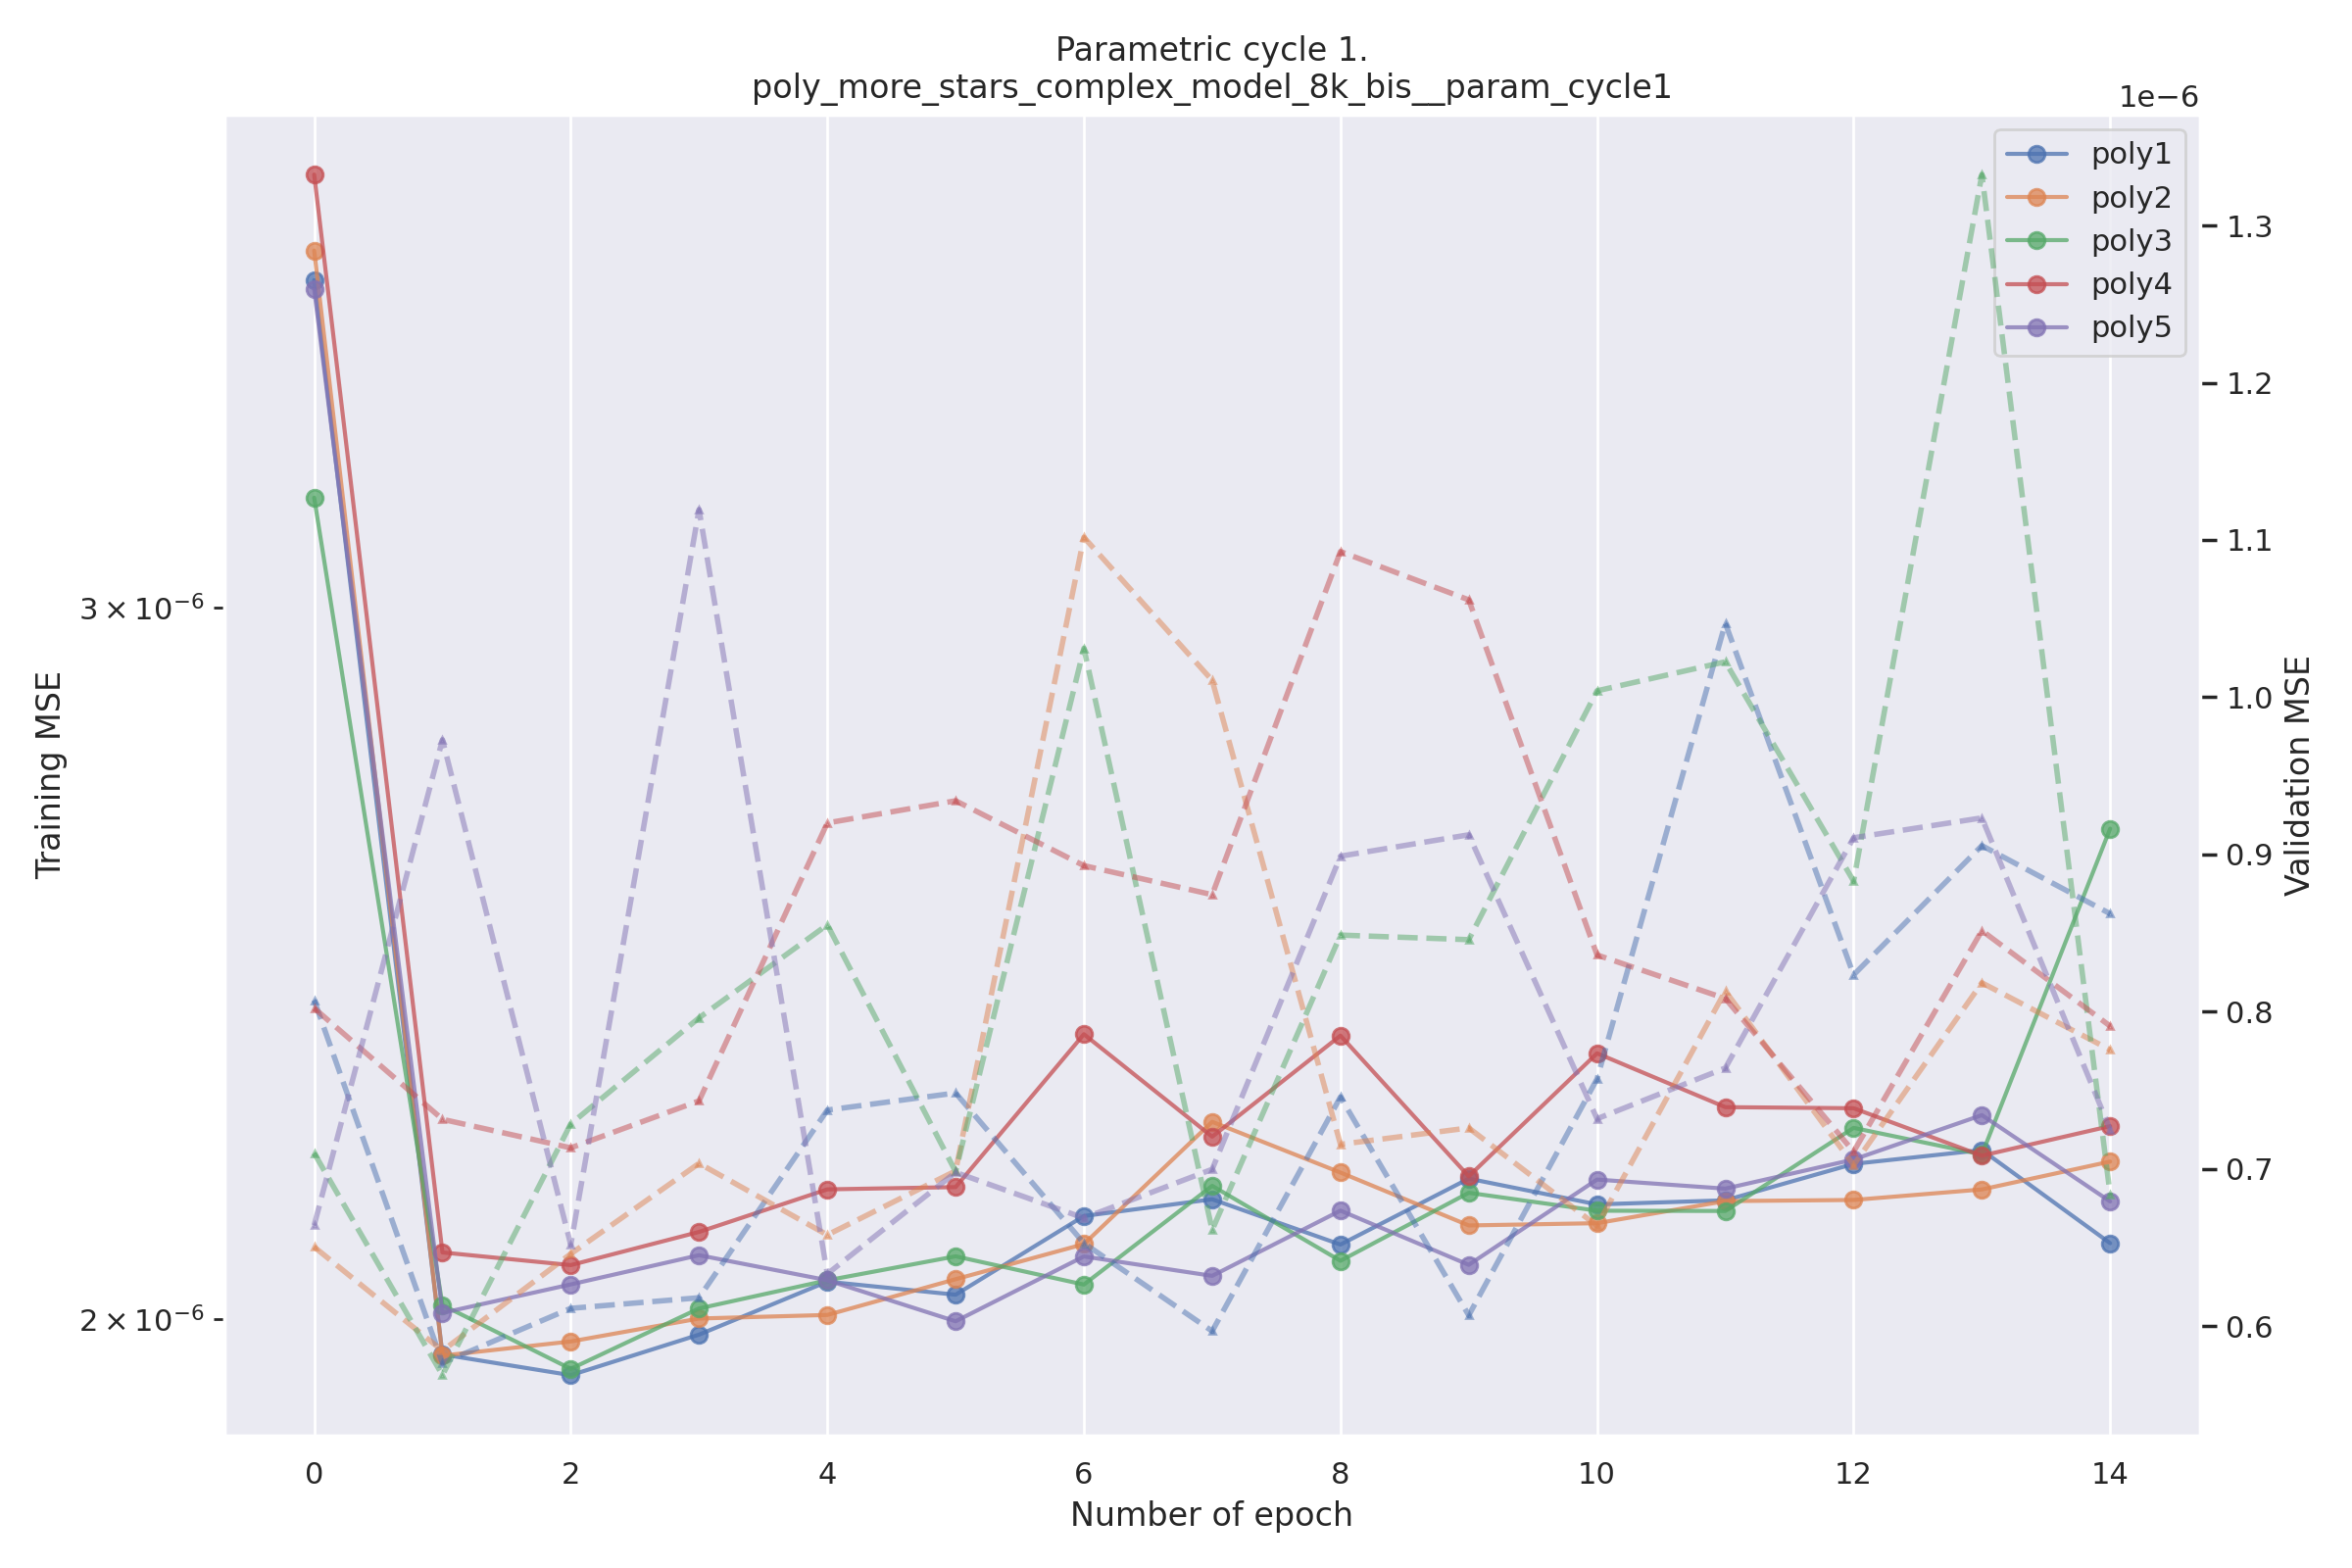 Parametric cycle 1.
poly_more_stars_complex_model_8k_bis__param_cycle1
1e−6
poly1
poly2
poly3
poly4
poly5
Training MSE
3 × 10⁻⁶
2 × 10⁻⁶
1.3
1.2
1.1
1.0
0.9
0.8
0.7
0.6
Validation MSE
0 2 4 6 8 10 12 14
Number of epoch